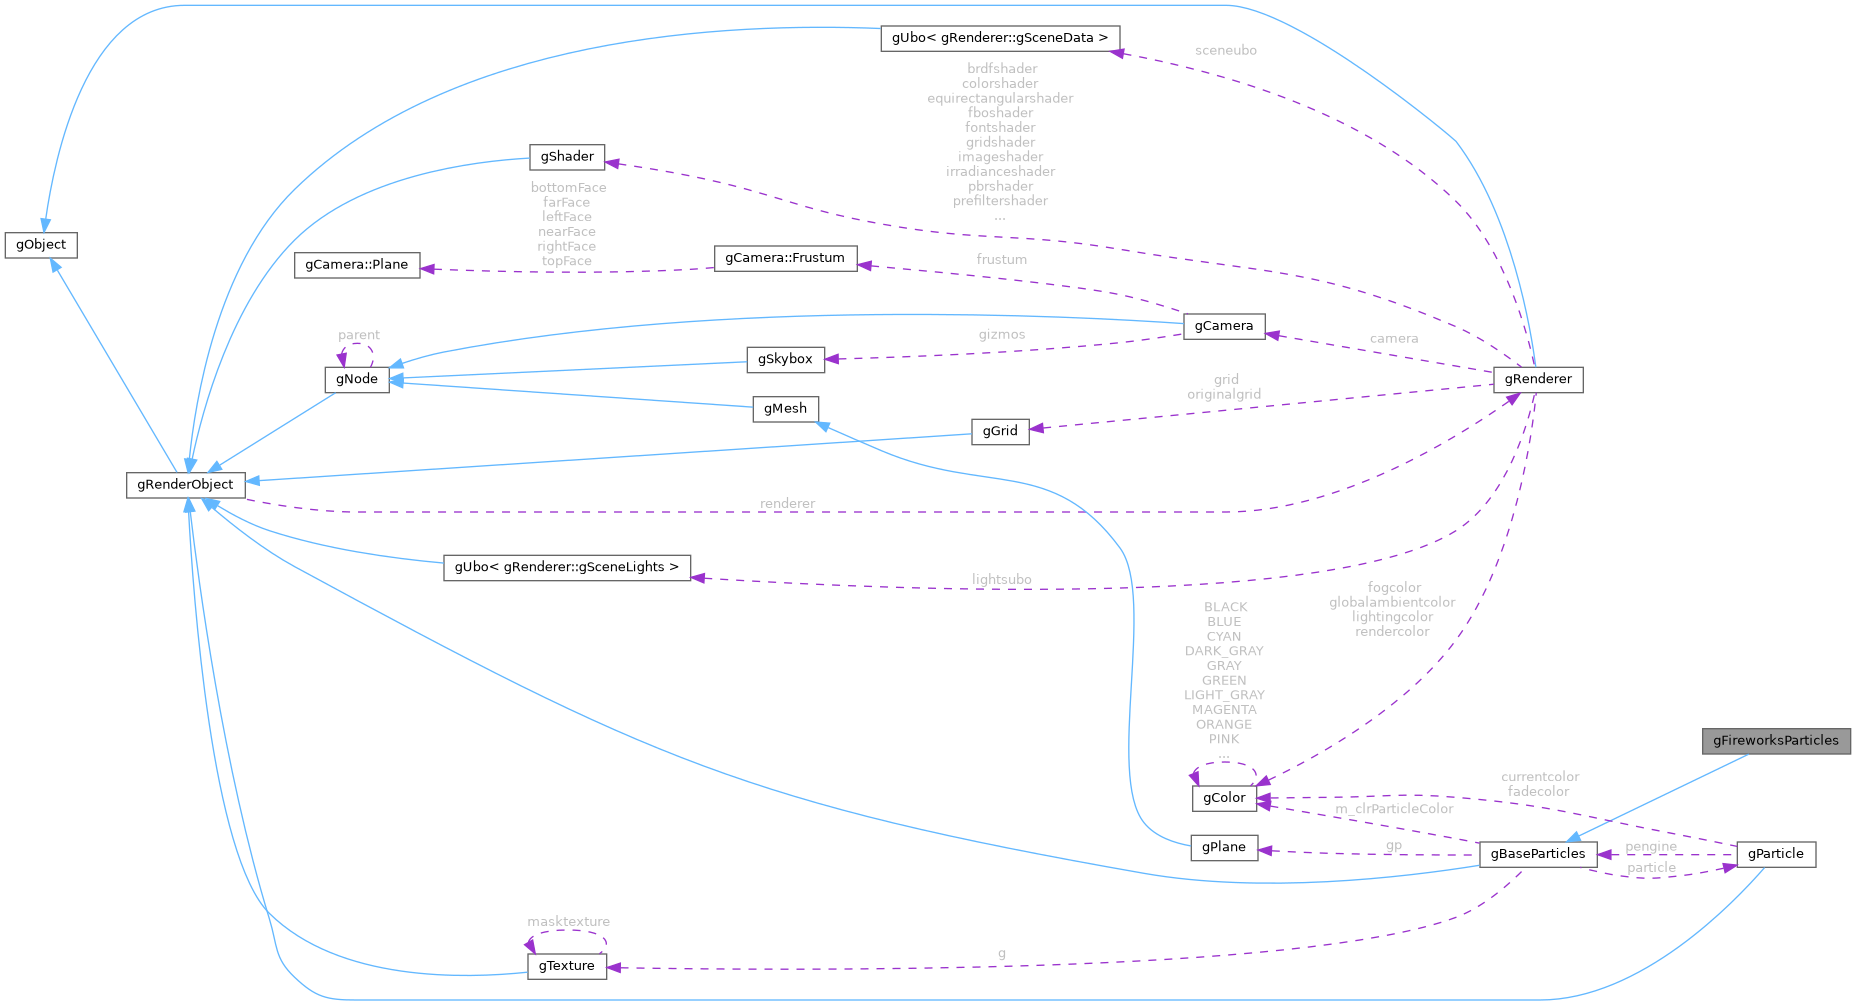 gUbo< gRenderer::gSceneData >
sceneubo
brdfshader
colorshader
equirectangularshader
fboshader
fontshader
gridshader
imageshader
irradianceshader
pbrshader
prefiltershader
...
gShader
bottomFace
farFace
leftFace
nearFace
rightFace
topFace
gObject
gCamera::Plane
gCamera::Frustum
frustum
gCamera
gizmos
camera
parent
gSkybox
gNode
gRenderer
grid
originalgrid
gMesh
gGrid
gRenderObject
renderer
gUbo< gRenderer::gSceneLights >
lightsubo
fogcolor
globalambientcolor
lightingcolor
rendercolor
BLACK
BLUE
CYAN
DARK_GRAY
GRAY
GREEN
LIGHT_GRAY
MAGENTA
ORANGE
PINK
...
gFireworksParticles
currentcolor
fadecolor
gColor
m_clrParticleColor
gPlane
gp
gBaseParticles
pengine
particle
gParticle
masktexture
g
gTexture